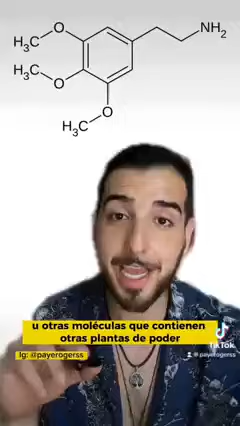 H₃C
O
NH₂
H₃C
O
O
H₃C
u otras moléculas que contienen
otras plantas de poder
Ig: @payerogerss
TikTok
@payerogerss